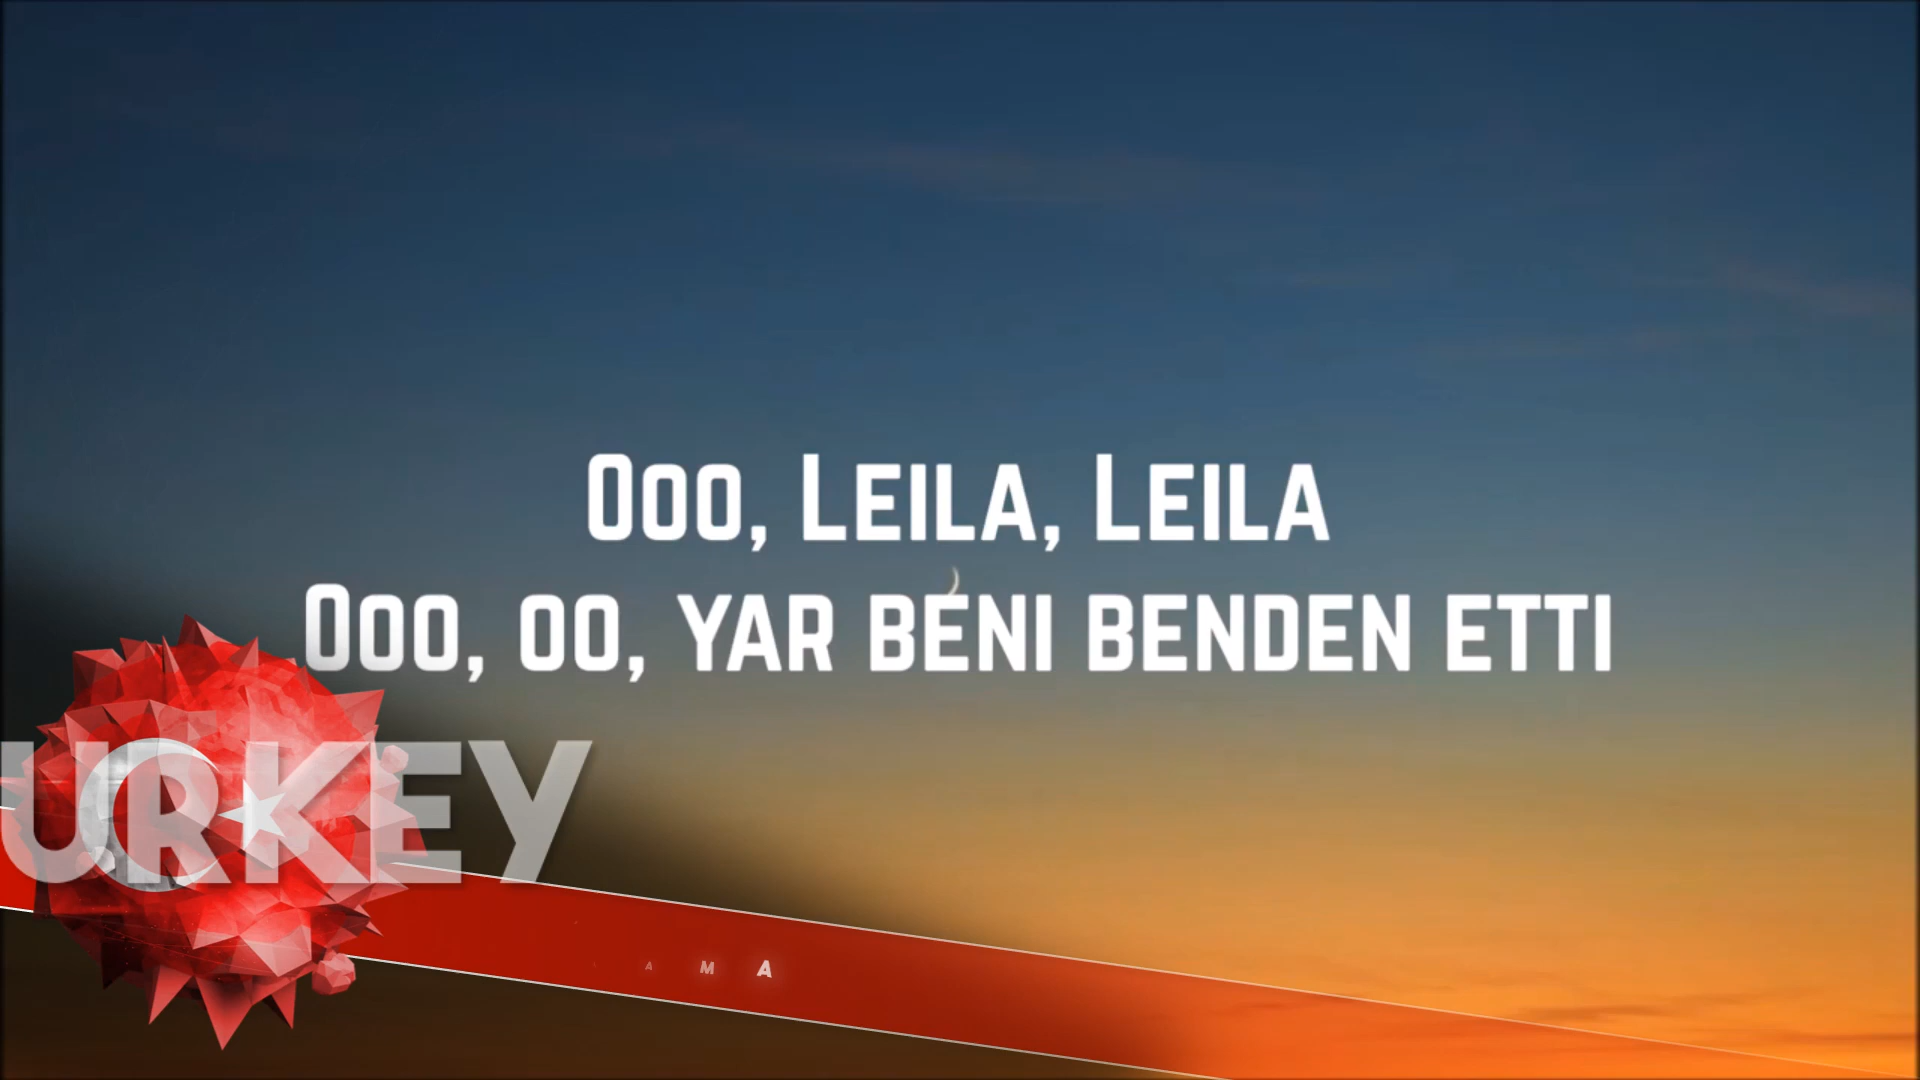 Ooo, Leila, Leila
Ooo, oo, yar beni benden etti
URKEY
A M A